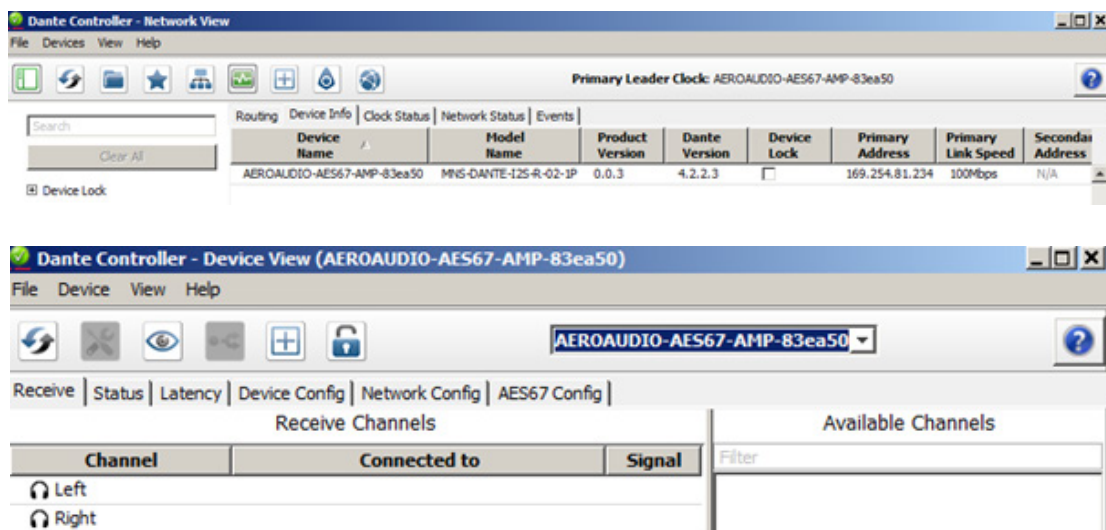 Dante Controller - Network View
File Devices View Help
Primary Leader Clock: AEROAUDIO-AES67-AMP-83ea50
Search
Clear All
Device Lock
Routing Device Info Clock Status Network Status Events
Device Name Model Name Product Version Dante Version Device Lock Primary Address Primary Link Speed Secondar Address
AEROAUDIO-AES67-AMP-83ea50 MNS-DANTE-I2S-R-02-1P 0.0.3 4.2.2.3 169.254.81.234 100Mbps N/A
Dante Controller - Device View (AEROAUDIO-AES67-AMP-83ea50)
File Device View Help
AEROAUDIO-AES67-AMP-83ea50
Receive Status Latency Device Config Network Config AES67 Config
Receive Channels Available Channels
Channel Connected to Signal Filter
Left
Right